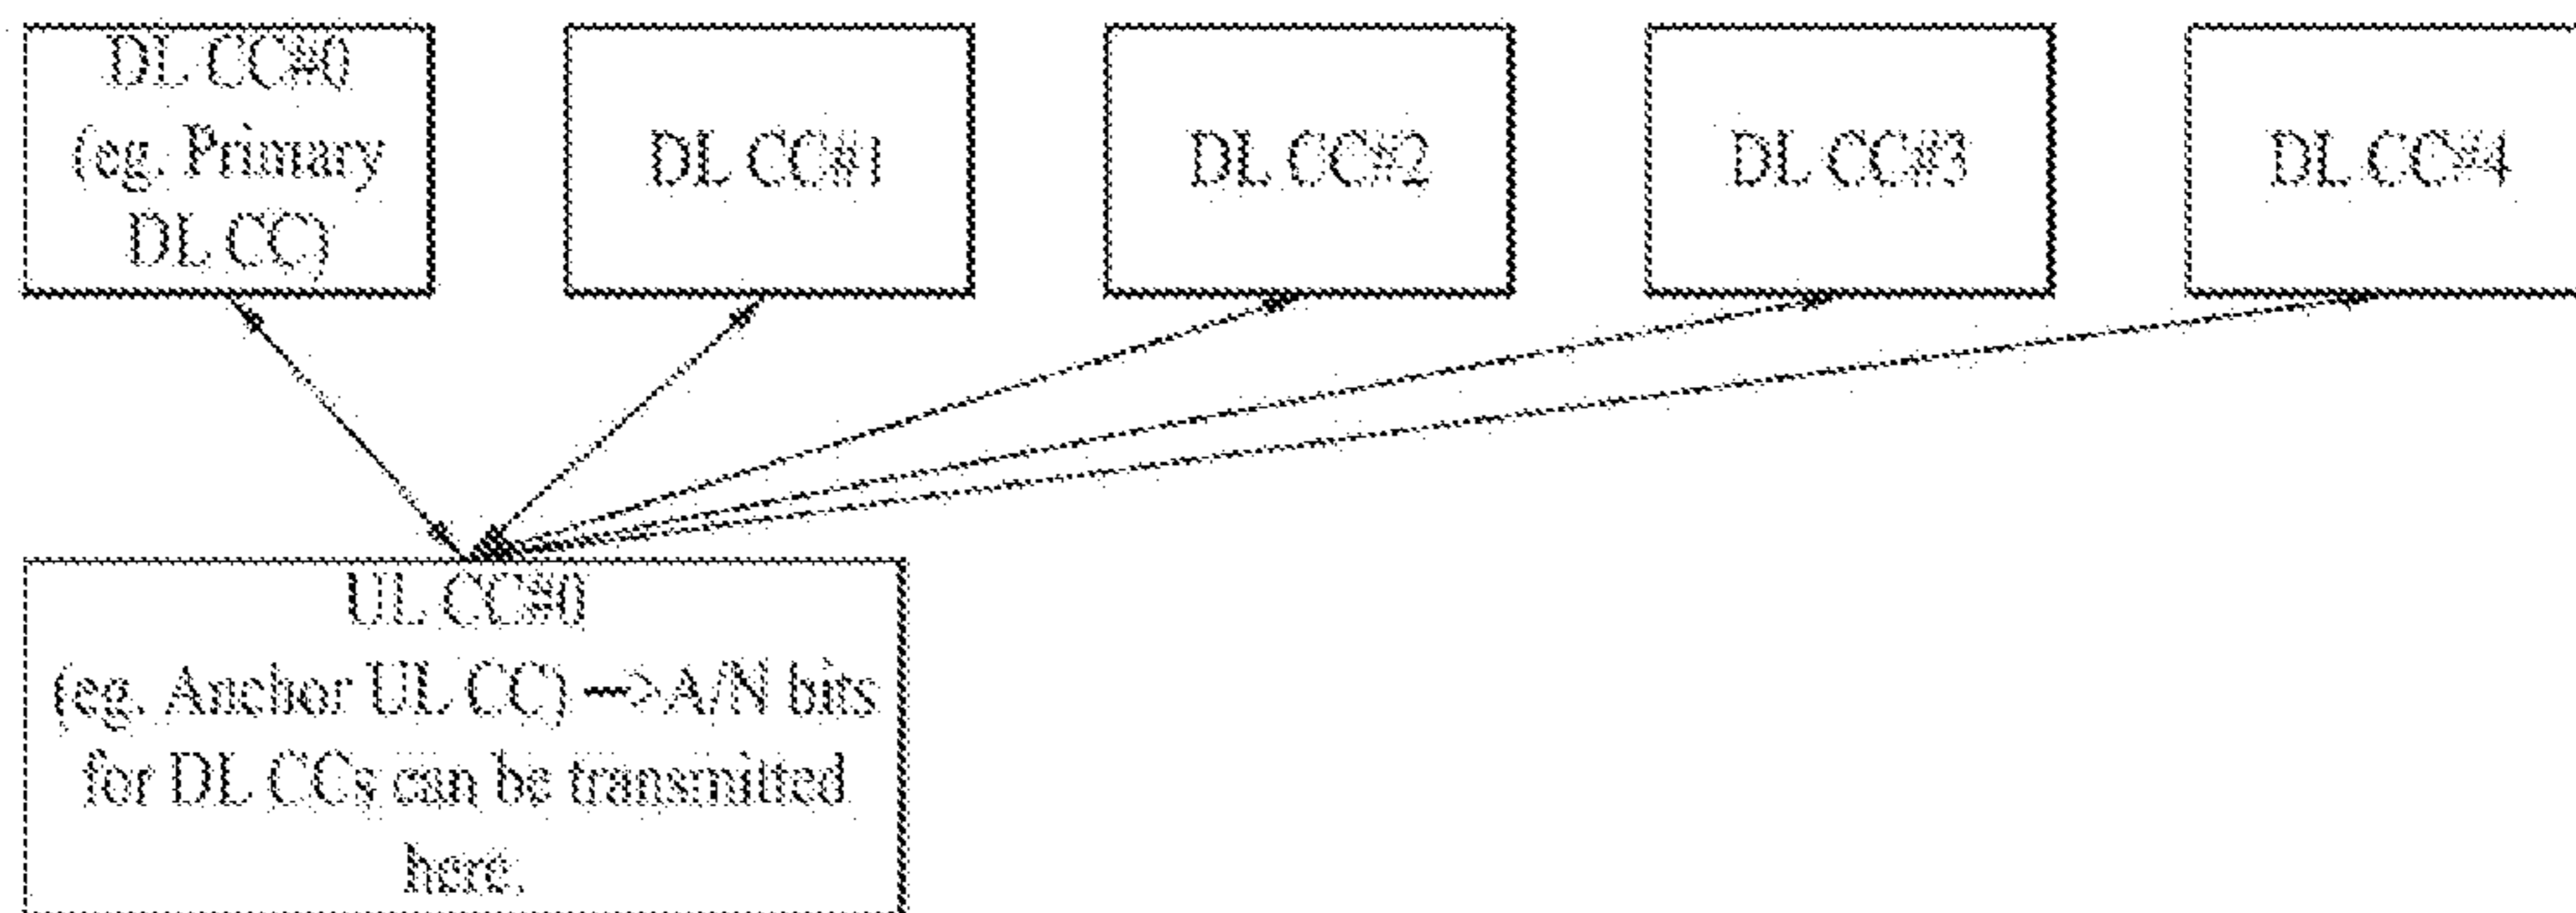 DL CC#0
(eg. Primary
DL CC)
DL CC#1
DL CC#2
DL CC#3
DL CC#4
UL CC#0
(eg. Anchor UL CC) --->A/N bits
for DL CCs can be transmitted
here.